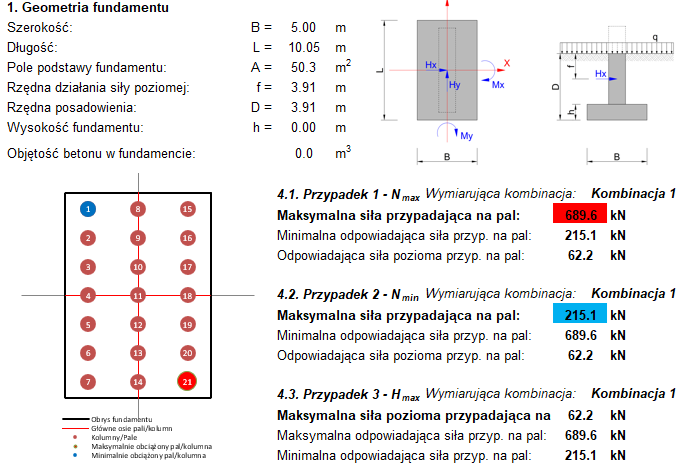 1. Geometria fundamentu
Szerokość: B = 5.00 m
Długość: L = 10.05 m
Pole podstawy fundamentu: A = 50.3 m2
Rzędna działania siły poziomej: f = 3.91 m
Rzędna posadowienia: D = 3.91 m
Wysokość fundamentu: h = 0.00 m
Objętość betonu w fundamencie: 0.0 m3
L
Hx
Hy
X
Mx
My
B
q
f
Hx
D
h
B
1 8 15
2 9 16
3 10 17
4 11 18
5 12 19
6 13 20
7 14 21
Obrys fundamentu
Główne osie pali/kolumn
Kolumny/Pale
Maksymalnie obciążony pal/kolumna
Minimalnie obciążony pal/kolumna
4.1. Przypadek 1 - Nmax Wymiarująca kombinacja: Kombinacja 1
Maksymalna siła przypadająca na pal: 689.6 kN
Minimalna odpowiadająca siła przyp. na pal: 215.1 kN
Odpowiadająca siła pozioma przyp. na pal: 62.2 kN
4.2. Przypadek 2 - Nmin Wymiarująca kombinacja: Kombinacja 1
Maksymalna siła przypadająca na pal: 215.1 kN
Minimalna odpowiadająca siła przyp. na pal: 689.6 kN
Odpowiadająca siła pozioma przyp. na pal: 62.2 kN
4.3. Przypadek 3 - Hmax Wymiarująca kombinacja: Kombinacja 1
Maksymalna siła pozioma przypadająca na 62.2 kN
Maksymalna odpowiadająca siła przyp. na pal: 689.6 kN
Minimalna odpowiadająca siła przyp. na pal: 215.1 kN